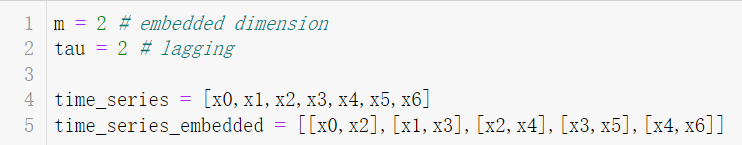 1 m = 2 # embedded dimension
2 tau = 2 # lagging
3
4 time_series = [x0,x1,x2,x3,x4,x5,x6]
5 time_series_embedded = [[x0,x2],[x1,x3],[x2,x4],[x3,x5],[x4,x6]]